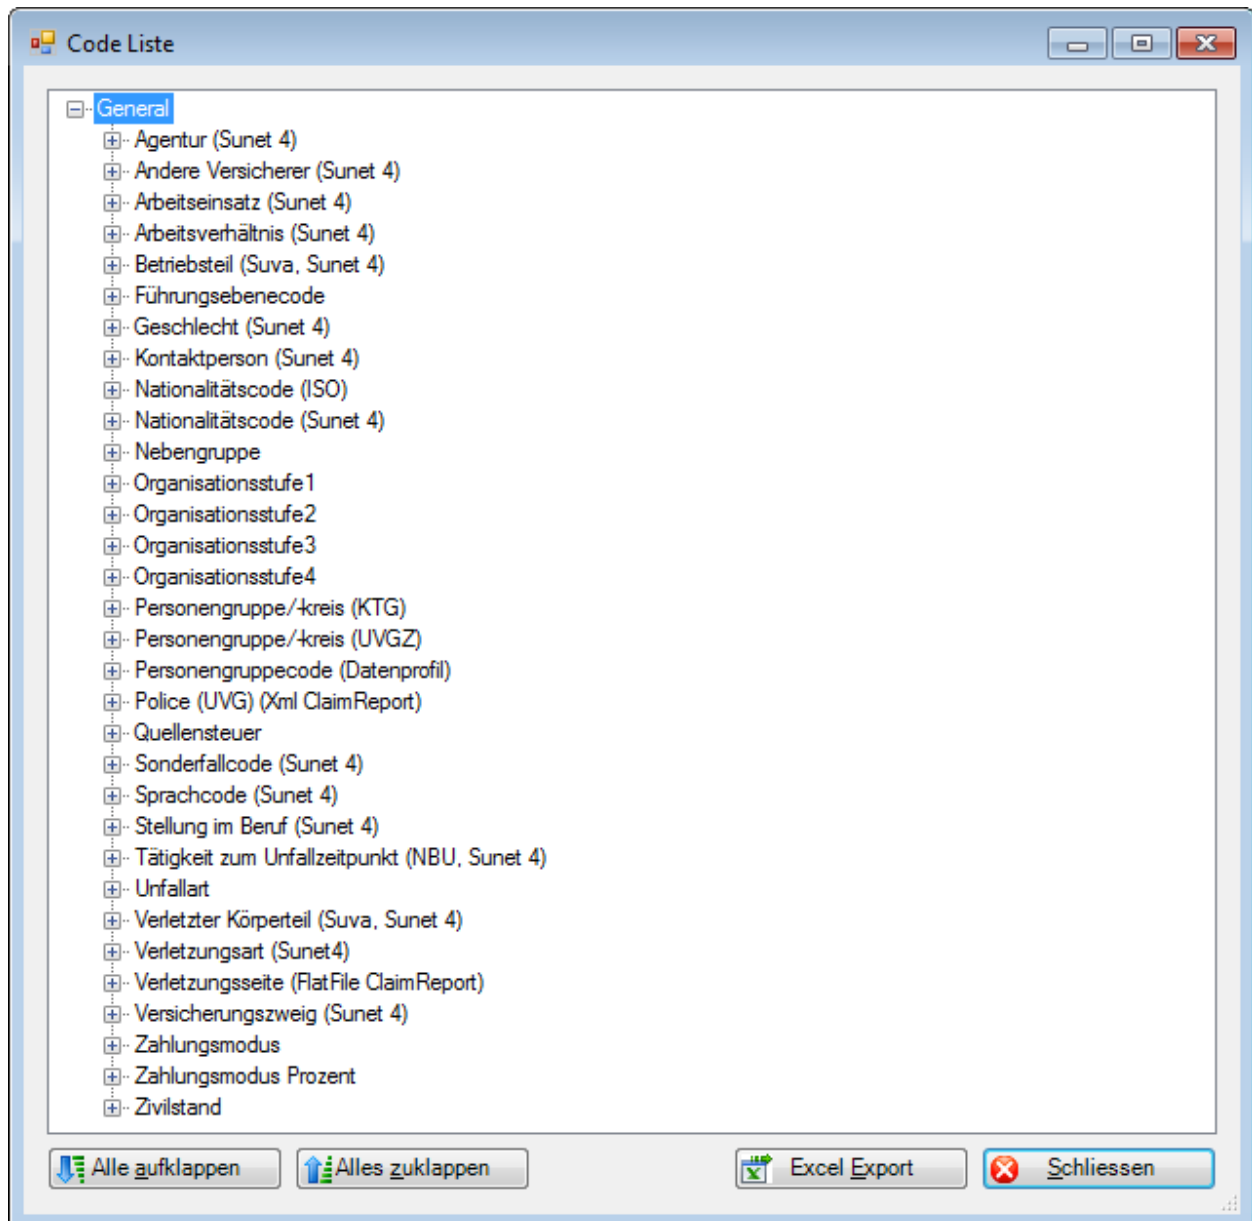 Code Liste
General
Agentur (Sunet 4)
Andere Versicherer (Sunet 4)
Arbeitseinsatz (Sunet 4)
Arbeitsverhältnis (Sunet 4)
Betriebsteil (Suva, Sunet 4)
Führungsebenecode
Geschlecht (Sunet 4)
Kontaktperson (Sunet 4)
Nationalitätscode (ISO)
Nationalitätscode (Sunet 4)
Nebengruppe
Organisationsstufe1
Organisationsstufe2
Organisationsstufe3
Organisationsstufe4
Personengruppe/-kreis (KTG)
Personengruppe/-kreis (UVGZ)
Personengruppecode (Datenprofil)
Police (UVG) (Xml ClaimReport)
Quellensteuer
Sonderfallcode (Sunet 4)
Sprachcode (Sunet 4)
Stellung im Beruf (Sunet 4)
Tätigkeit zum Unfallzeitpunkt (NBU, Sunet 4)
Unfallart
Verletzter Körperteil (Suva, Sunet 4)
Verletzungsart (Sunet4)
Verletzungsseite (FlatFile ClaimReport)
Versicherungszweig (Sunet 4)
Zahlungsmodus
Zahlungsmodus Prozent
Zivilstand
Alle aufklappen Alles zuklappen Excel Export Schliessen